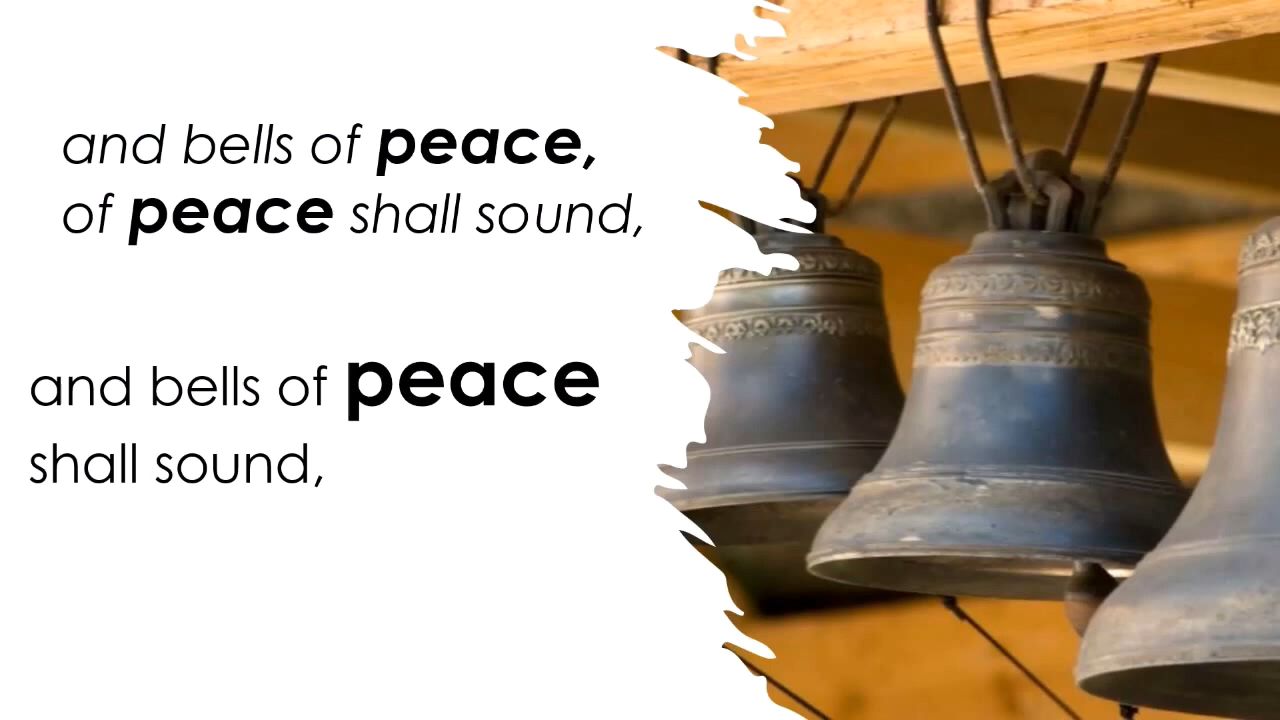 and bells of peace,
of peace shall sound,
and bells of peace
shall sound,